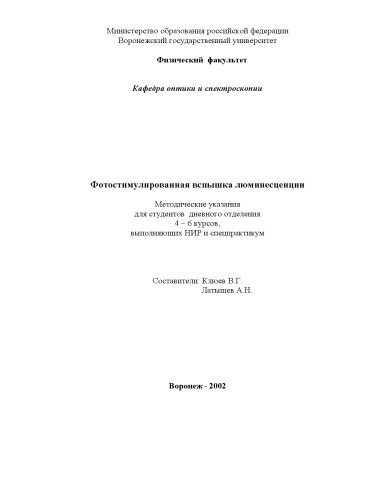 Министерство образования российской федерации
Воронежский государственный университет
Физический факультет
Кафедра оптики и спектроскопии
Фотостимулированная вспышка люминесценции
Методические указания
для студентов дневного отделения
4 – 6 курсов,
выполняющих НИР и спецпрактикум
Составители: Клюев В.Г.
Латышев А.Н.
Воронеж - 2002